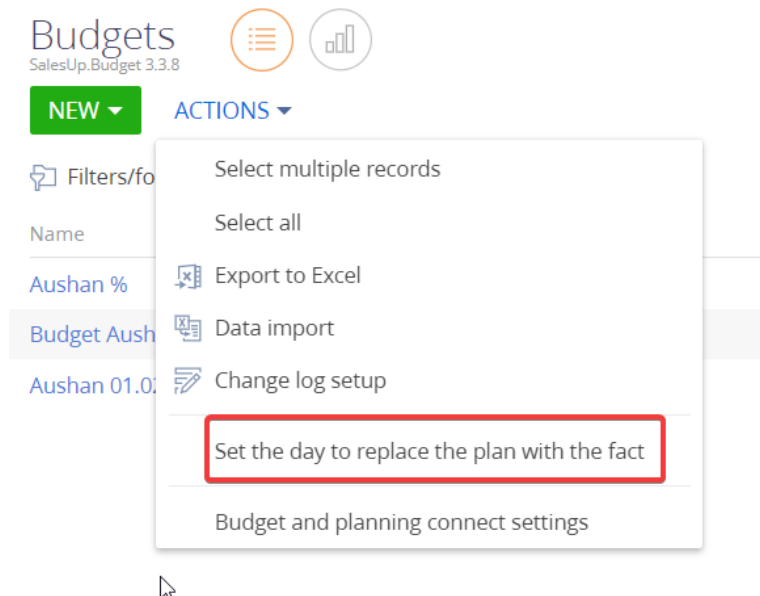 Budgets
SalesUp.Budget 3.3.8
NEW
ACTIONS
Select multiple records
Filters/fo
Select all
Name
Export to Excel
Aushan %
Data import
Budget Aush
Change log setup
Aushan 01.02
Set the day to replace the plan with the fact
Budget and planning connect settings